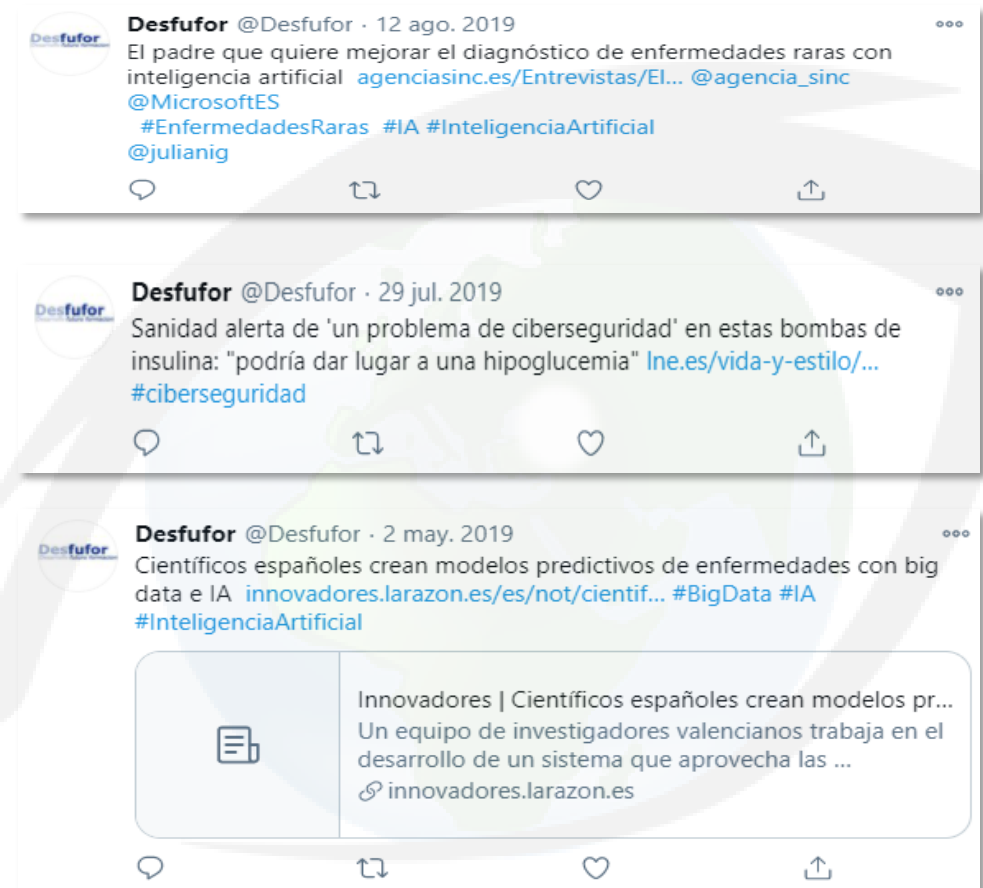 Desfufor
Desfufor @Desfufor · 12 ago. 2019
El padre que quiere mejorar el diagnóstico de enfermedades raras con
inteligencia artificial agenciasinc.es/Entrevistas/El... @agencia_sinc
@MicrosoftES
#EnfermedadesRaras #IA #InteligenciaArtificial
@julianig
Desfufor
Desfufor @Desfufor · 29 jul. 2019
Sanidad alerta de 'un problema de ciberseguridad' en estas bombas de
insulina: "podría dar lugar a una hipoglucemia" lne.es/vida-y-estilo/...
#ciberseguridad
Desfufor
Desfufor @Desfufor · 2 may. 2019
Científicos españoles crean modelos predictivos de enfermedades con big
data e IA innovadores.larazon.es/es/not/cientif... #BigData #IA
#InteligenciaArtificial
Innovadores | Científicos españoles crean modelos pr...
Un equipo de investigadores valencianos trabaja en el
desarrollo de un sistema que aprovecha las ...
innovadores.larazon.es